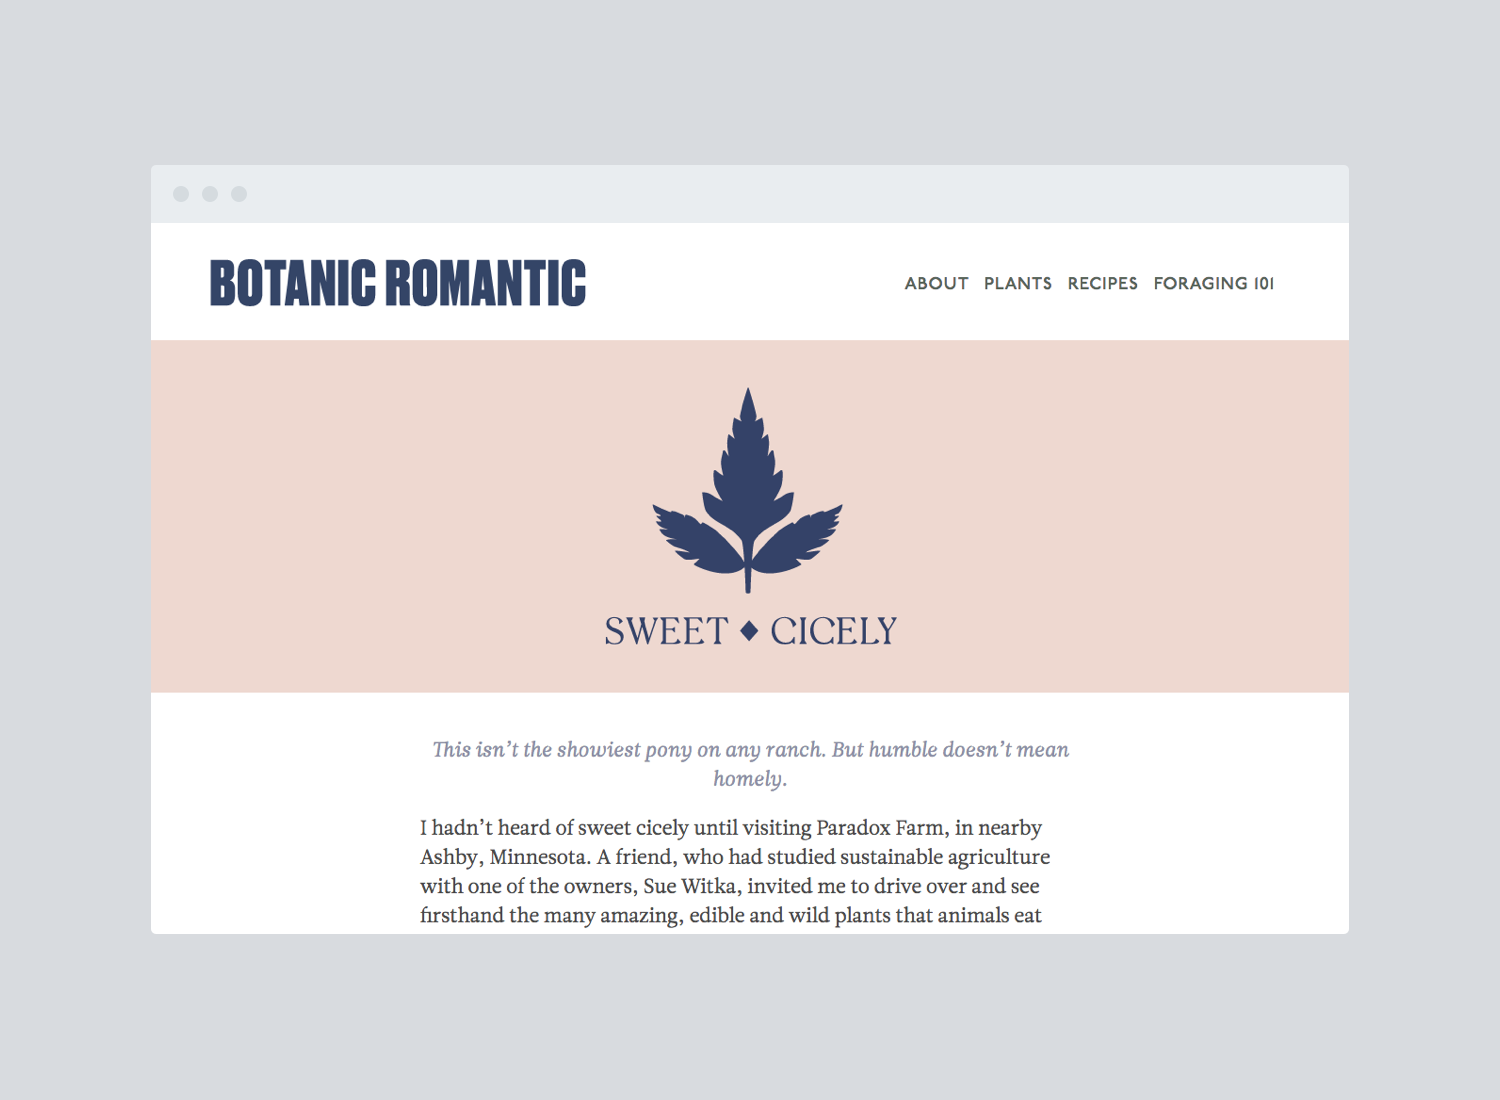 BOTANIC ROMANTIC
ABOUT PLANTS RECIPES FORAGING 101
SWEET ♦ CICELY
This isn’t the showiest pony on any ranch. But humble doesn’t mean
homely.
I hadn’t heard of sweet cicely until visiting Paradox Farm, in nearby
Ashby, Minnesota. A friend, who had studied sustainable agriculture
with one of the owners, Sue Witka, invited me to drive over and see
firsthand the many amazing, edible and wild plants that animals eat